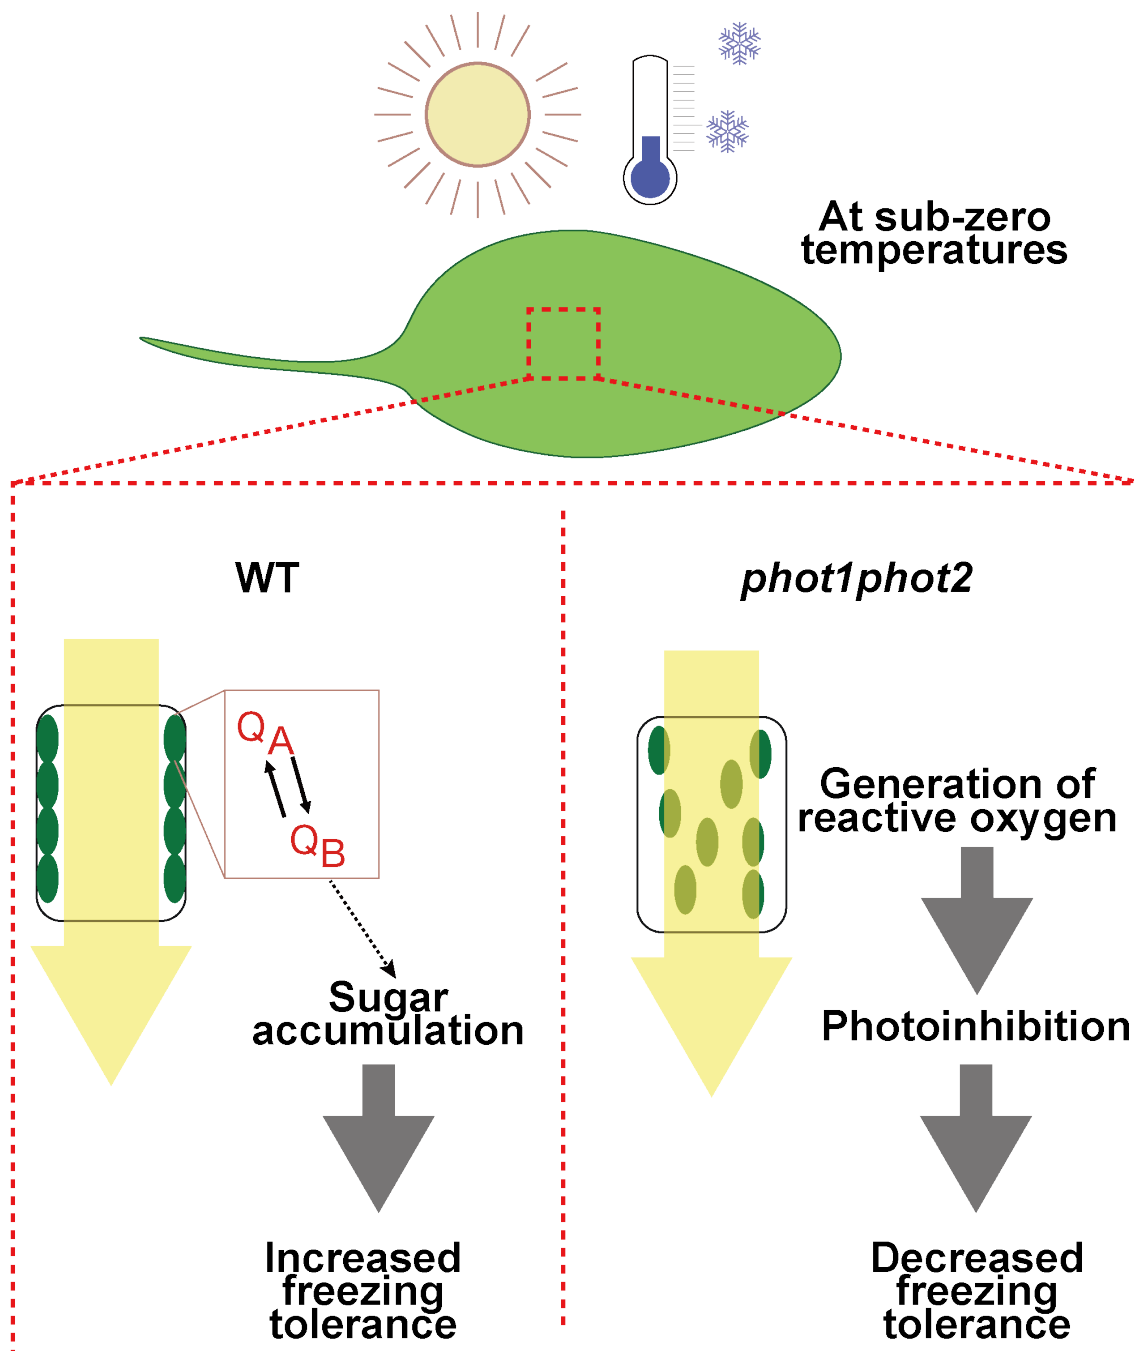 At sub-zero
temperatures
WT
phot1phot2
QA
QB
Sugar
accumulation
Increased
freezing
tolerance
Generation of
reactive oxygen
Photoinhibition
Decreased
freezing
tolerance